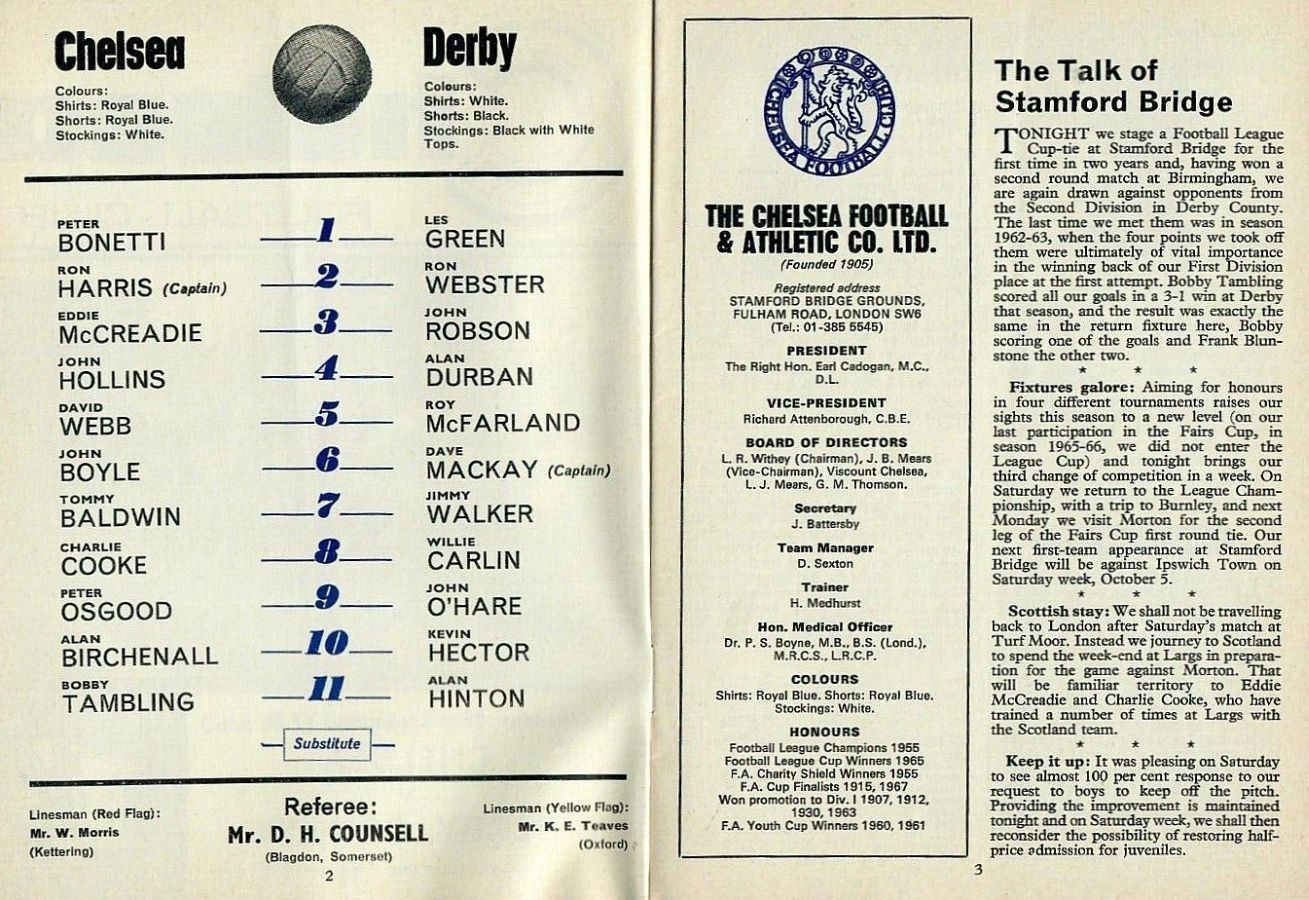 Chelsea
Colours:
Shirts: Royal Blue.
Shorts: Royal Blue.
Stockings: White.
Derby
Colours:
Shirts: White.
Shorts: Black.
Stockings: Black with White
Tops.
PETER
BONETTI
1
LES
GREEN
RON
HARRIS (Captain)
2
RON
WEBSTER
EDDIE
McCREADIE
3
JOHN
ROBSON
JOHN
HOLLINS
4
ALAN
DURBAN
DAVID
WEBB
5
ROY
McFARLAND
JOHN
BOYLE
6
DAVE
MACKAY (Captain)
TOMMY
BALDWIN
7
JIMMY
WALKER
CHARLIE
COOKE
8
WILLIE
CARLIN
PETER
OSGOOD
9
JOHN
O'HARE
ALAN
BIRCHENALL
10
KEVIN
HECTOR
BOBBY
TAMBLING
11
ALAN
HINTON
Substitute
Linesman (Red Flag):
Mr. W. Morris
(Kettering)
Referee:
Mr. D. H. COUNSELL
(Blagdon, Somerset)
Linesman (Yellow Flag):
Mr. K. E. Teaves
(Oxford)
2
CHELSEA FOOTBALL CLUB
THE CHELSEA FOOTBALL
& ATHLETIC CO. LTD.
(Founded 1905)
Registered address
STAMFORD BRIDGE GROUNDS,
FULHAM ROAD, LONDON SW6
(Tel.: 01-385 5545)
PRESIDENT
The Right Hon. Earl Cadogan, M.C.,
D.L.
VICE-PRESIDENT
Richard Attenborough, C.B.E.
BOARD OF DIRECTORS
L. R. Withey (Chairman), J. B. Mears
(Vice-Chairman), Viscount Chelsea,
L. J. Mears, G. M. Thomson.
Secretary
J. Battersby
Team Manager
D. Sexton
Trainer
H. Medhurst
Hon. Medical Officer
Dr. P. S. Boyne, M.B., B.S. (Lond.),
M.R.C.S., L.R.C.P.
COLOURS
Shirts: Royal Blue. Shorts: Royal Blue.
Stockings: White.
HONOURS
Football League Champions 1955
Football League Cup Winners 1965
F.A. Charity Shield Winners 1955
F.A. Cup Finalists 1915, 1967
Won promotion to Div. I 1907, 1912,
1930, 1963
F.A. Youth Cup Winners 1960, 1961
The Talk of
Stamford Bridge
TONIGHT we stage a Football League
Cup-tie at Stamford Bridge for the
first time in two years and, having won a
second round match at Birmingham, we
are again drawn against opponents from
the Second Division in Derby County.
The last time we met them was in season
1962-63, when the four points we took off
them were ultimately of vital importance
in the winning back of our First Division
place at the first attempt. Bobby Tambling
scored all our goals in a 3-1 win at Derby
that season, and the result was exactly the
same in the return fixture here, Bobby
scoring one of the goals and Frank Blun-
stone the other two.
* * *
Fixtures galore: Aiming for honours
in four different tournaments raises our
sights this season to a new level (on our
last participation in the Fairs Cup, in
season 1965-66, we did not enter the
League Cup) and tonight brings our
third change of competition in a week. On
Saturday we return to the League Cham-
pionship, with a trip to Burnley, and next
Monday we visit Morton for the second
leg of the Fairs Cup first round tie. Our
next first-team appearance at Stamford
Bridge will be against Ipswich Town on
Saturday week, October 5.
* * *
Scottish stay: We shall not be travelling
back to London after Saturday's match at
Turf Moor. Instead we journey to Scotland
to spend the week-end at Largs in prepara-
tion for the game against Morton. That
will be familiar territory to Eddie
McCreadie and Charlie Cooke, who have
trained a number of times at Largs with
the Scotland team.
* * *
Keep it up: It was pleasing on Saturday
to see almost 100 per cent response to our
request to boys to keep off the pitch.
Providing the improvement is maintained
tonight and on Saturday week, we shall then
reconsider the possibility of restoring half-
price admission for juveniles.
3